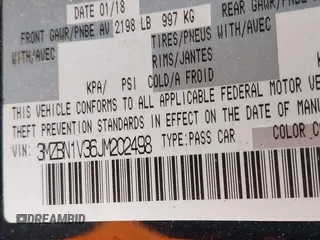 DATE 01/18
REAR GAWR/PNBE AV
FRONT GAWR/PNBE AV 2198 LB 997 KG
WITH/AVEC
TIRES/PNEUS
RIMS/JANTES
WITH/AVEC
KPA/ PSI COLD/A FROID
THIS VEHICLE CONFORMS TO ALL APPLICABLE FEDERAL MOTOR VE
THEFT PREVENTION STANDARDS IN EFFECT ON THE DATE OF MANU
VIN: 3MZBN1V36JM202498 TYPE:PASS CAR
COLOR CO
DREAMBID